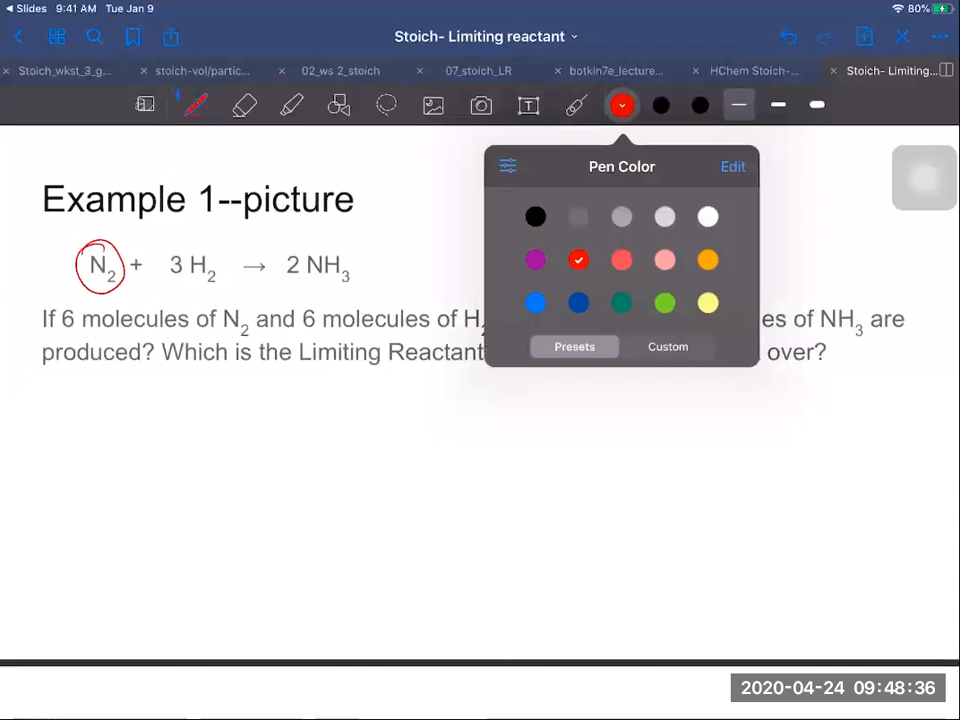 Slides 9:41 AM Tue Jan 9 80%
Stoich- Limiting reactant
Stoich_wkst_3_g... stoich-vol/partic... 02_ws 2_stoich 07_stoich_LR botkin7e_lecture... HChem Stoich-... Stoich- Limiting...
T
Pen Color Edit
Presets Custom
Example 1--picture
N₂ + 3 H₂ → 2 NH₃
If 6 molecules of N₂ and 6 molecules of H₂ es of NH₃ are
produced? Which is the Limiting Reactant over?
2020-04-24 09:48:36